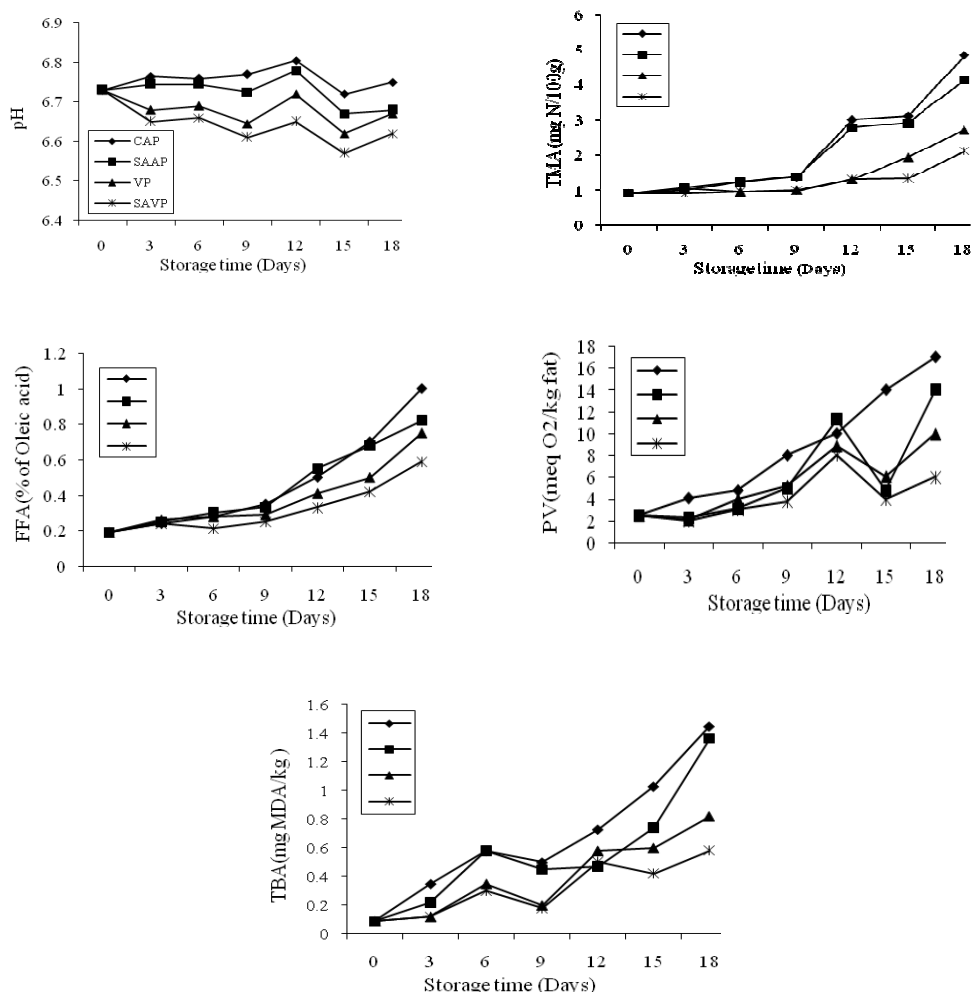 6.9
6.8
6.7
6.6
6.5
6.4
pH
CAP
SAAP
VP
SAVP
0 3 6 9 12 15 18
Storage time (Days)
6
5
4
3
2
1
0
TMA(mg N/100g)
0 3 6 9 12 15 18
Storage time (Days)
1.2
1
0.8
0.6
0.4
0.2
0
FFA(% of Oleic acid)
0 3 6 9 12 15 18
Storage time (Days)
18
16
14
12
10
8
6
4
2
0
PV(meq O2/kg fat)
0 3 6 9 12 15 18
Storage time (Days)
1.6
1.4
1.2
1
0.8
0.6
0.4
0.2
0
TBA(mg MDA/kg)
0 3 6 9 12 15 18
Storage time (Days)